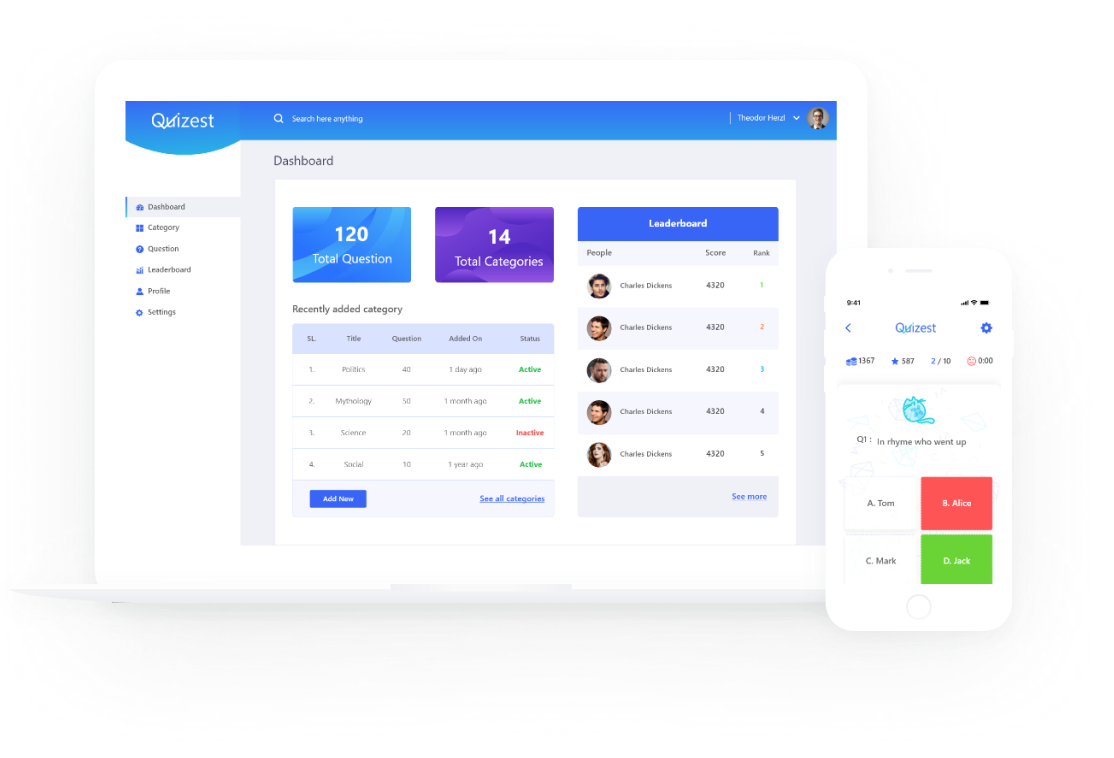 Quizest
Search here anything
Theodor Herzl
Dashboard
Dashboard
Category
Question
Leaderboard
Profile
Settings
120
Total Question
14
Total Categories
Recently added category
SL. Title Question Added On Status
1. Politics 40 1 day ago Active
2. Mythology 50 1 month ago Active
3. Science 20 1 month ago Inactive
4. Social 10 1 year ago Active
Add New See all categories
Leaderboard
People Score Rank
Charles Dickens 4320 1
Charles Dickens 4320 2
Charles Dickens 4320 3
Charles Dickens 4320 4
Charles Dickens 4320 5
See more
9:41
Quizest
1367 587 2 / 10 0:00
Q1 : In rhyme who went up
A. Tom B. Alice
C. Mark D. Jack